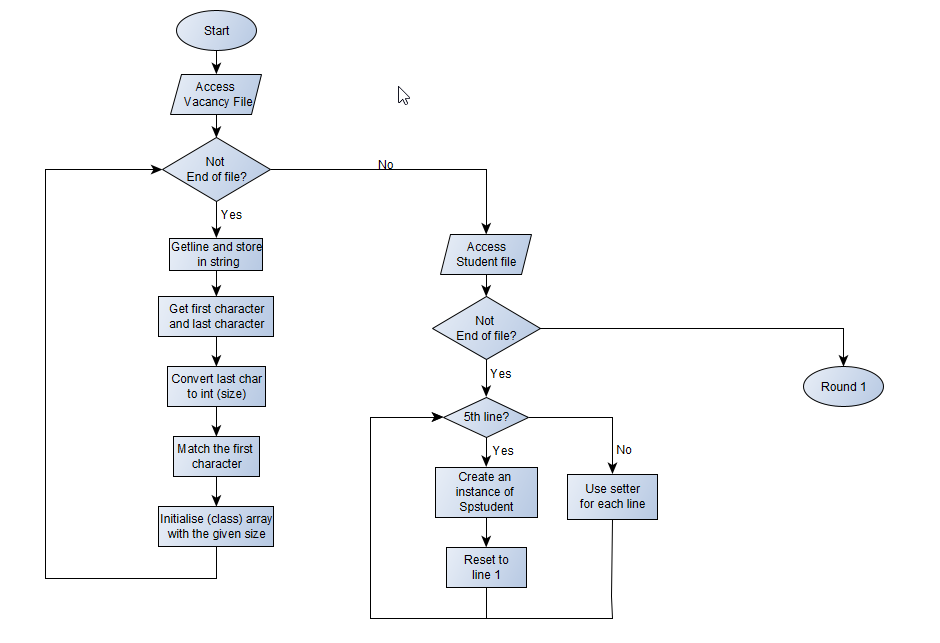 Start
Access
Vacancy File
Not
End of file?
No
Yes
Getline and store
in string
Get first character
and last character
Convert last char
to int (size)
Match the first
character
Initialise (class) array
with the given size
Access
Student file
Not
End of file?
Yes
Round 1
5th line?
Yes
No
Create an
instance of
Spstudent
Use setter
for each line
Reset to
line 1